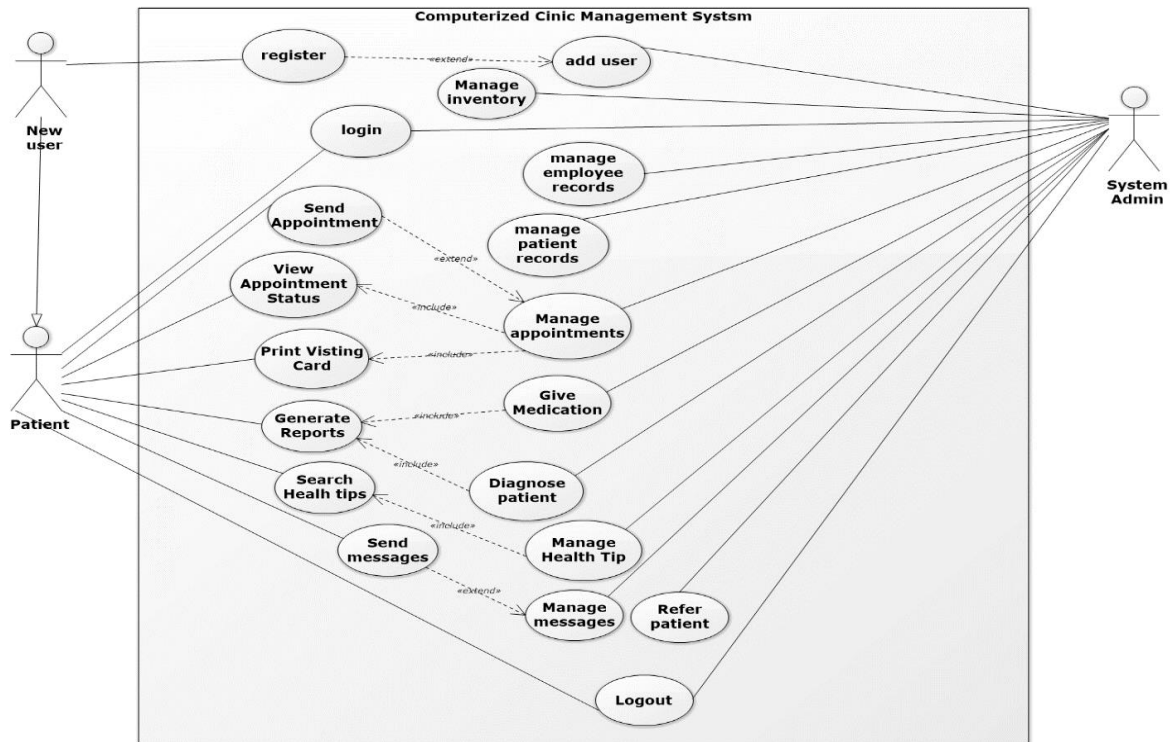 Computerized Cinic Management Systsm
register
«extend»
add user
Manage
inventory
New
user
login
System
Admin
manage
employee
records
Send
Appointment
manage
patient
records
«extend»
View
Appointment
Status
«include»
Manage
appointments
Print Visting
Card
«include»
Patient
Give
Medication
Generate
Reports
«include»
«include»
Search
Healh tips
Diagnose
patient
«include»
Send
messages
Manage
Health Tip
«extend»
Manage
messages
Refer
patient
Logout